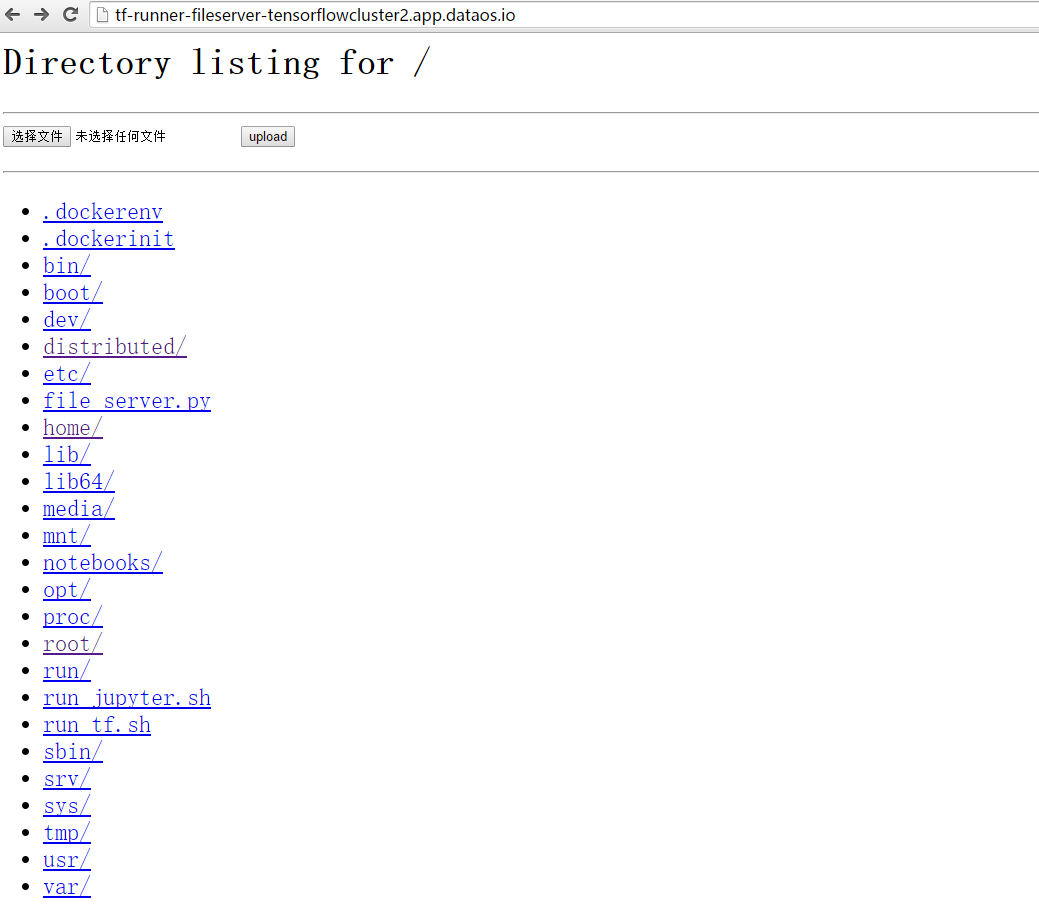 tf-runner-fileserver-tensorflowcluster2.app.dataos.io
Directory listing for /
选择文件 未选择任何文件 upload
.dockerenv
.dockerinit
bin/
boot/
dev/
distributed/
etc/
file_server.py
home/
lib/
lib64/
media/
mnt/
notebooks/
opt/
proc/
root/
run/
run_jupyter.sh
run_tf.sh
sbin/
srv/
sys/
tmp/
usr/
var/